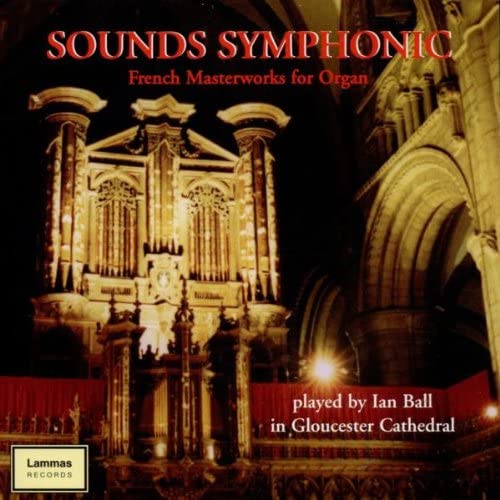 SOUNDS SYMPHONIC
French Masterworks for Organ
played by Ian Ball
in Gloucester Cathedral
Lammas
RECORDS